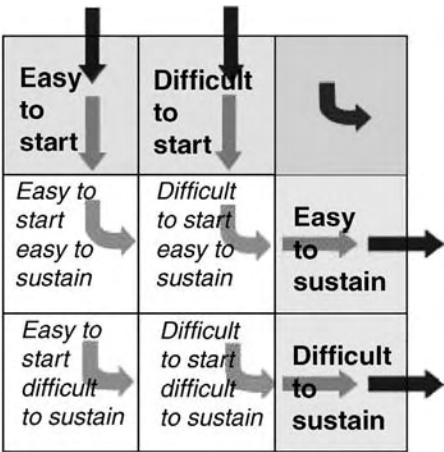 Easy
to
start
Difficult
to
start
Easy to
start
easy to
sustain
Difficult
to start
easy to
sustain
Easy
to
sustain
Easy to
start
difficult
to sustain
Difficult
to start
difficult
to sustain
Difficult
to
sustain